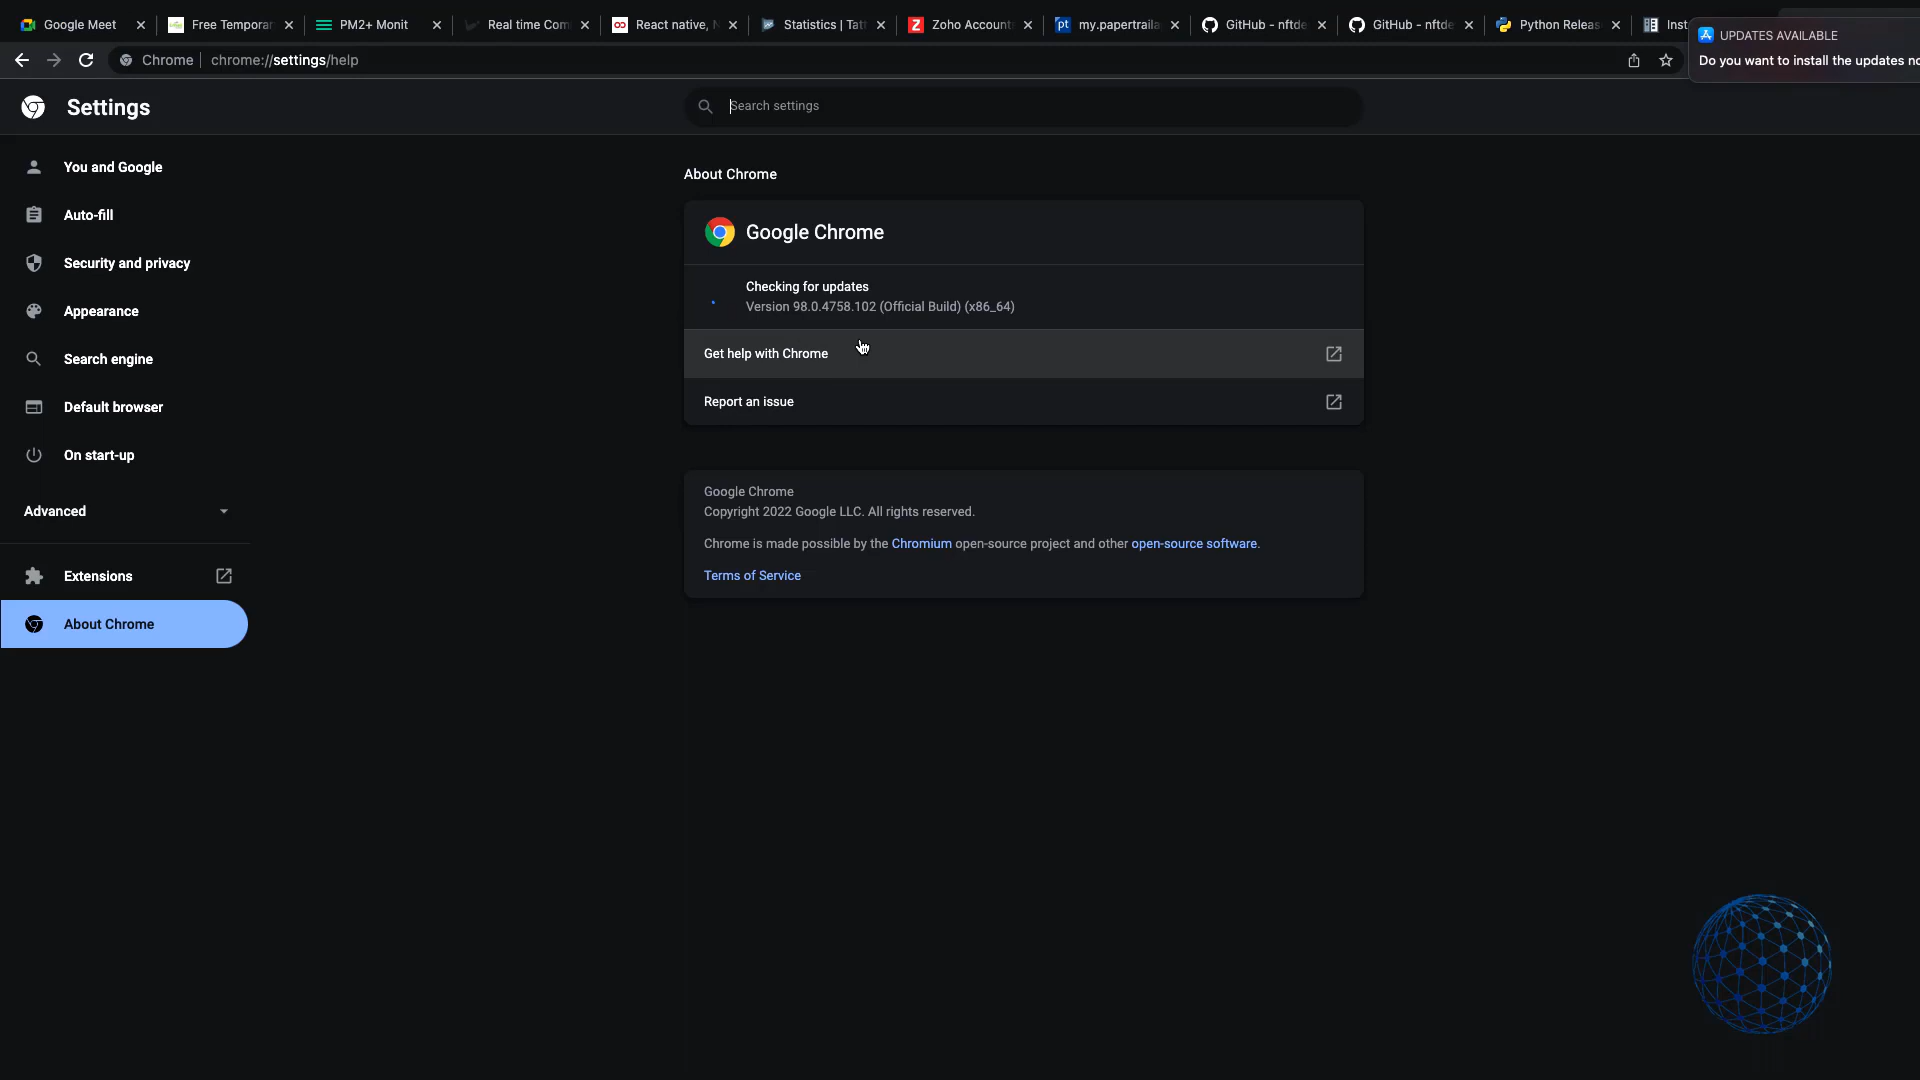 Google Meet
Free Temporar
PM2+ Monit
Real time Com
React native, N
Statistics | Tat
Zoho Account
my.papertraila
GitHub - nftde
GitHub - nftde
Python Releas
Inst
UPDATES AVAILABLE
Do you want to install the updates no
Chrome
chrome://settings/help
Settings
Search settings
You and Google
Auto-fill
Security and privacy
Appearance
Search engine
Default browser
On start-up
Advanced
Extensions
About Chrome
About Chrome
Google Chrome
Checking for updates
Version 98.0.4758.102 (Official Build) (x86_64)
Get help with Chrome
Report an issue
Google Chrome
Copyright 2022 Google LLC. All rights reserved.
Chrome is made possible by the Chromium open-source project and other open-source software.
Terms of Service